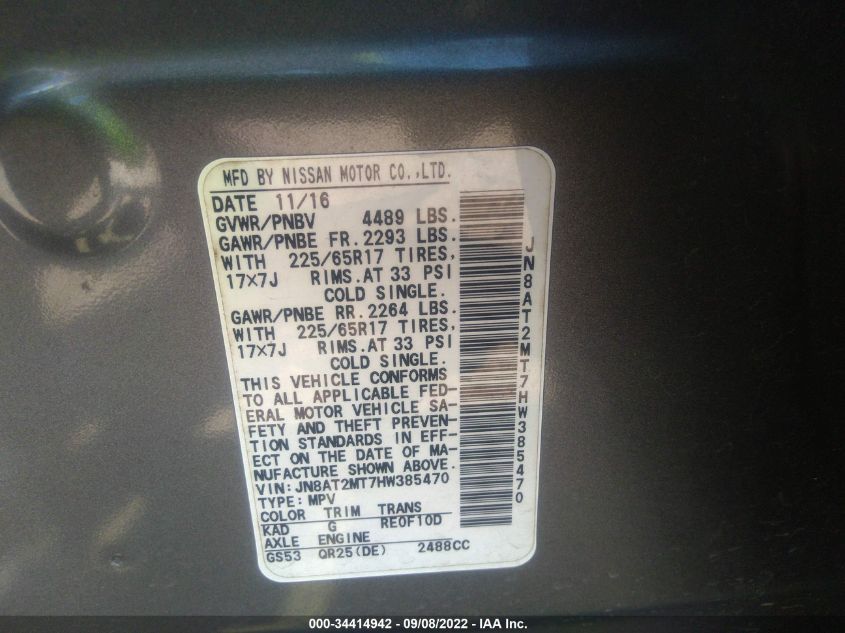 MFD BY NISSAN MOTOR CO.,LTD.
DATE 11/16
GVWR/PNBV 4489 LBS.
GAWR/PNBE FR. 2293 LBS.
WITH 225/65R17 TIRES,
17×7J RIMS.AT 33 PSI
COLD SINGLE.
GAWR/PNBE RR. 2264 LBS.
WITH 225/65R17 TIRES,
17×7J RIMS.AT 33 PSI
COLD SINGLE.
THIS VEHICLE CONFORMS
TO ALL APPLICABLE FED-
ERAL MOTOR VEHICLE SA-
FETY AND THEFT PREVEN-
TION STANDARDS IN EFF-
ECT ON THE DATE OF MA-
NUFACTURE SHOWN ABOVE.
VIN:JN8AT2MT7HW385470
TYPE:MPV
COLOR TRIM TRANS
KAD G RE0F10D
AXLE ENGINE
GS53 QR25(DE) 2488CC
JN8AT2MT7HW385470
000-34414942 - 09/08/2022 - IAA Inc.